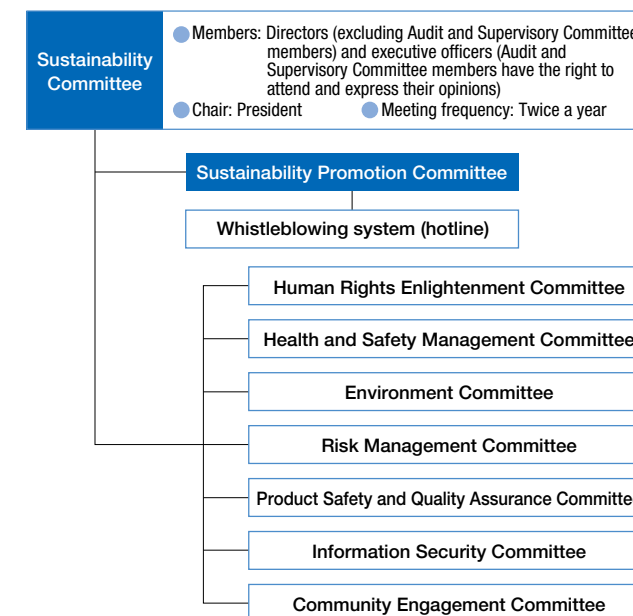 Sustainability
Committee
Members: Directors (excluding Audit and Supervisory Committee
members) and executive officers (Audit and
Supervisory Committee members have the right to
attend and express their opinions)
Chair: President Meeting frequency: Twice a year
Sustainability Promotion Committee
Whistleblowing system (hotline)
Human Rights Enlightenment Committee
Health and Safety Management Committee
Environment Committee
Risk Management Committee
Product Safety and Quality Assurance Committe
Information Security Committee
Community Engagement Committee